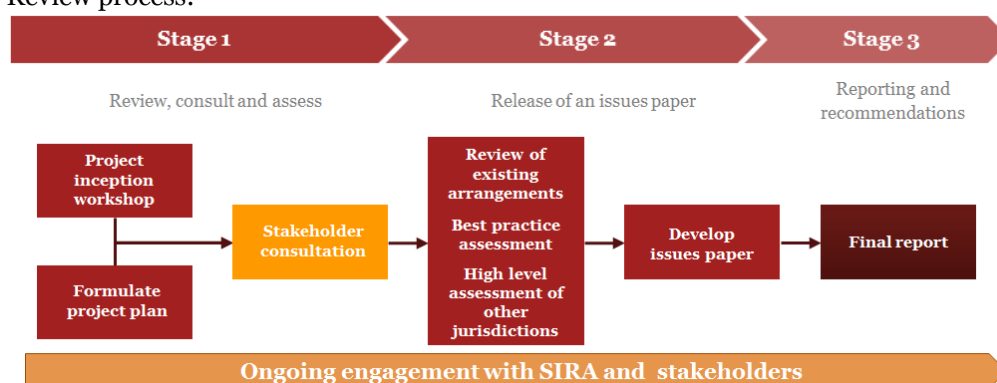 Review process:
Stage 1
Stage 2
Stage 3
Review, consult and assess
Release of an issues paper
Reporting and
recommendations
Project
inception
workshop
Formulate
project plan
Stakeholder
consultation
Review of
existing
arrangements
Best practice
assessment
High level
assessment of
other
jurisdictions
Develop
issues paper
Final report
Ongoing engagement with SIRA and stakeholders